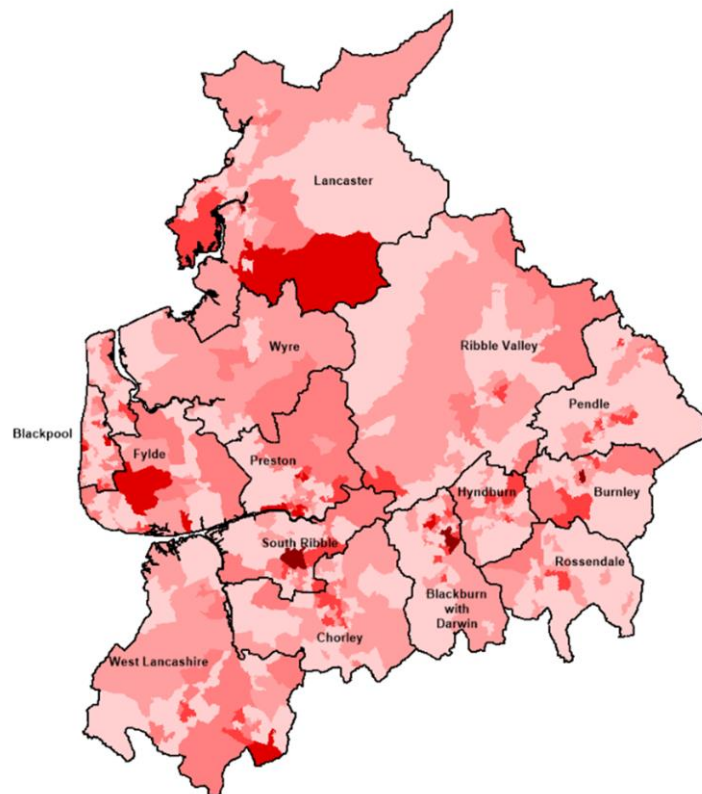 Lancaster
Wyre
Ribble Valley
Pendle
Blackpool
Fylde
Preston
Hyndburn
Burnley
South Ribble
Rossendale
Blackburn
with
Darwin
Chorley
West Lancashire